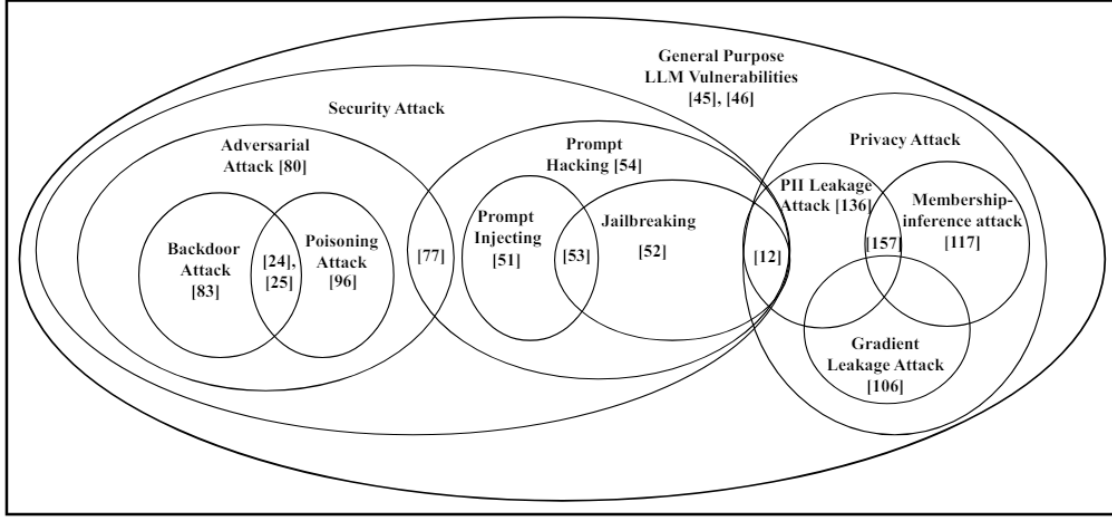 General Purpose
LLM Vulnerabilities
[45], [46]
Security Attack
Adversarial
Attack [80]
Backdoor
Attack
[83]
[24],
[25]
Poisoning
Attack
[96]
[77]
Prompt
Hacking [54]
Prompt
Injecting
[51]
[53]
Jailbreaking
[52]
[12]
Privacy Attack
PII Leakage
Attack [136]
[157]
Membership-
inference attack
[117]
Gradient
Leakage Attack
[106]